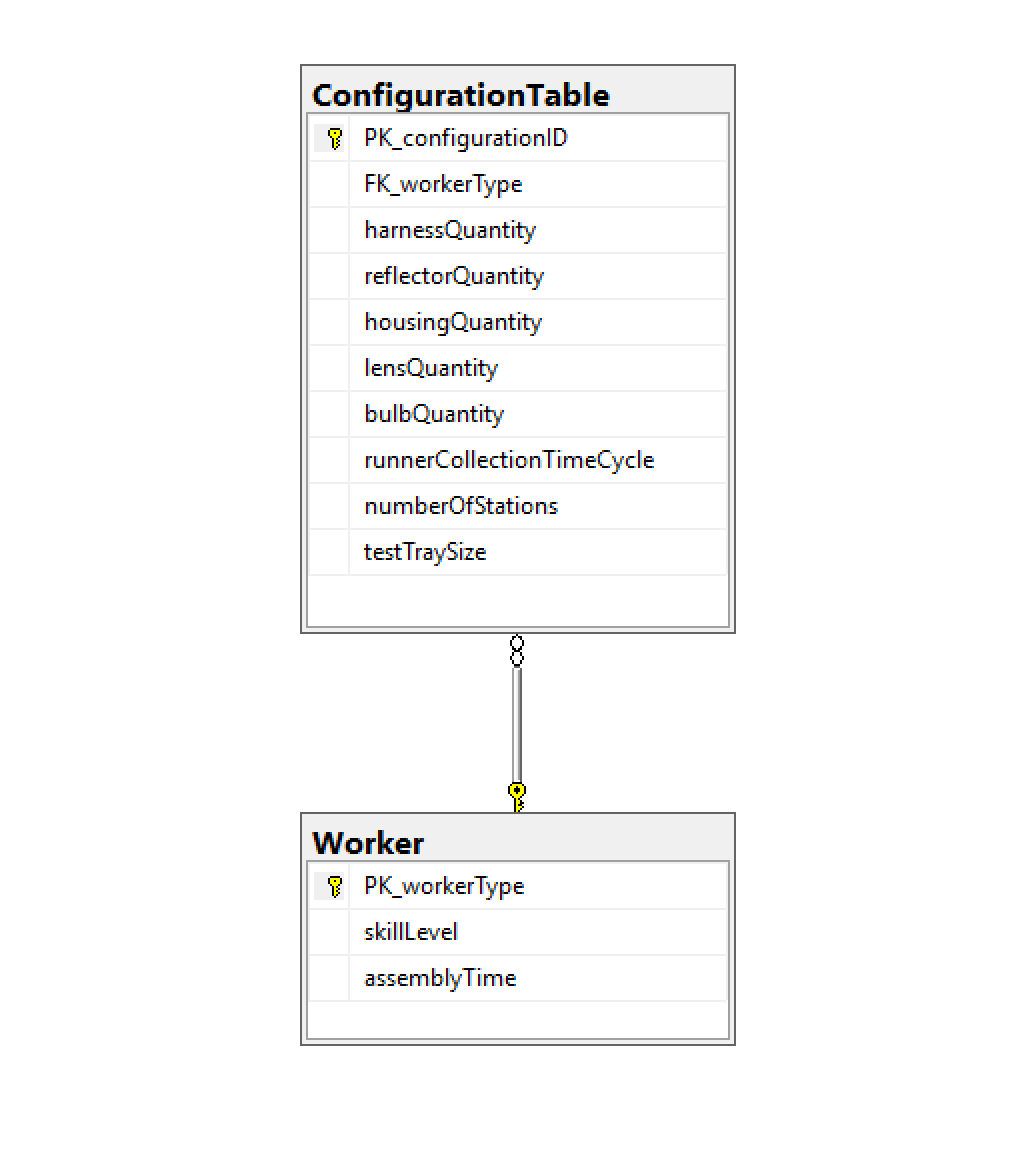 ConfigurationTable
PK_configurationID
FK_workerType
harnessQuantity
reflectorQuantity
housingQuantity
lensQuantity
bulbQuantity
runnerCollectionTimeCycle
numberOfStations
testTraySize
Worker
PK_workerType
skillLevel
assemblyTime